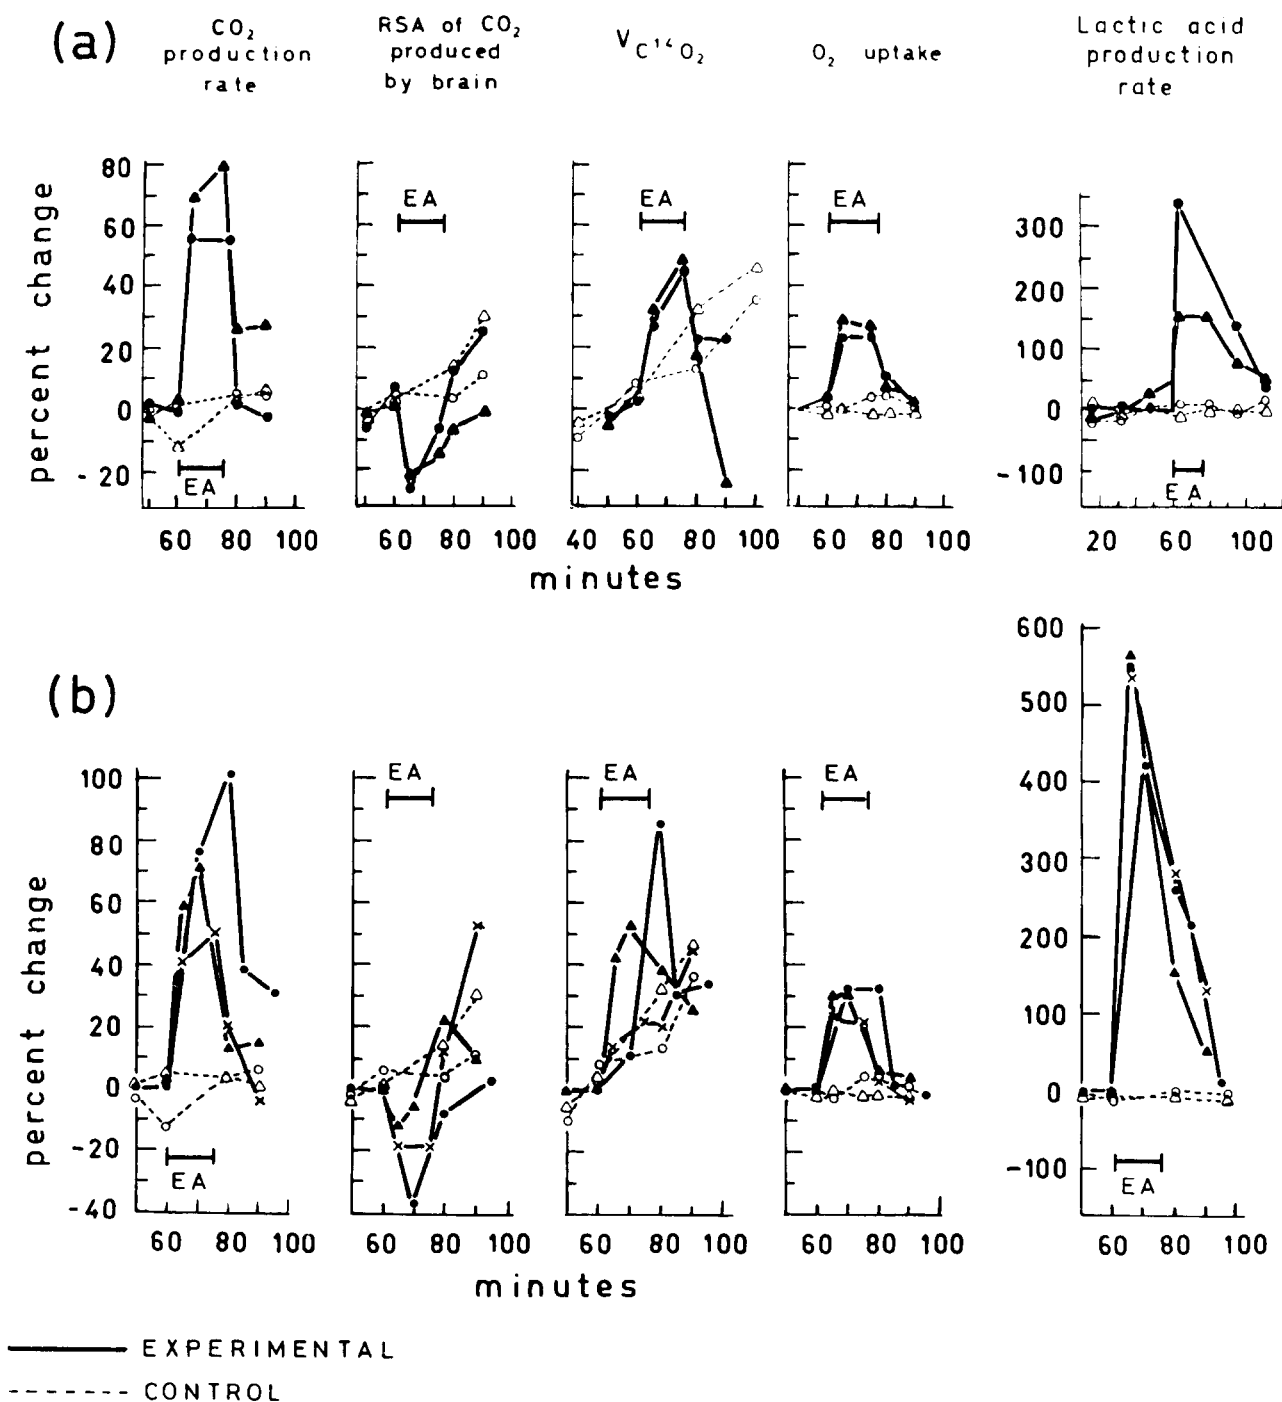 (a)
CO₂
production
rate
RSA of CO₂
produced
by brain
V C¹⁴O₂
O₂ uptake
Lactic acid
production
rate
percent change
80
60
40
20
0
-20
EA
60 80 100
EA
60 80 100
EA
40 60 80 100
EA
60 80 100
300
200
100
0
-100
EA
20 60 100
minutes
(b)
percent change
100
80
60
40
20
0
-20
-40
EA
60 80 100
EA
60 80 100
EA
60 80 100
EA
60 80 100
600
500
400
300
200
100
0
-100
EA
60 80 100
minutes
EXPERIMENTAL
CONTROL